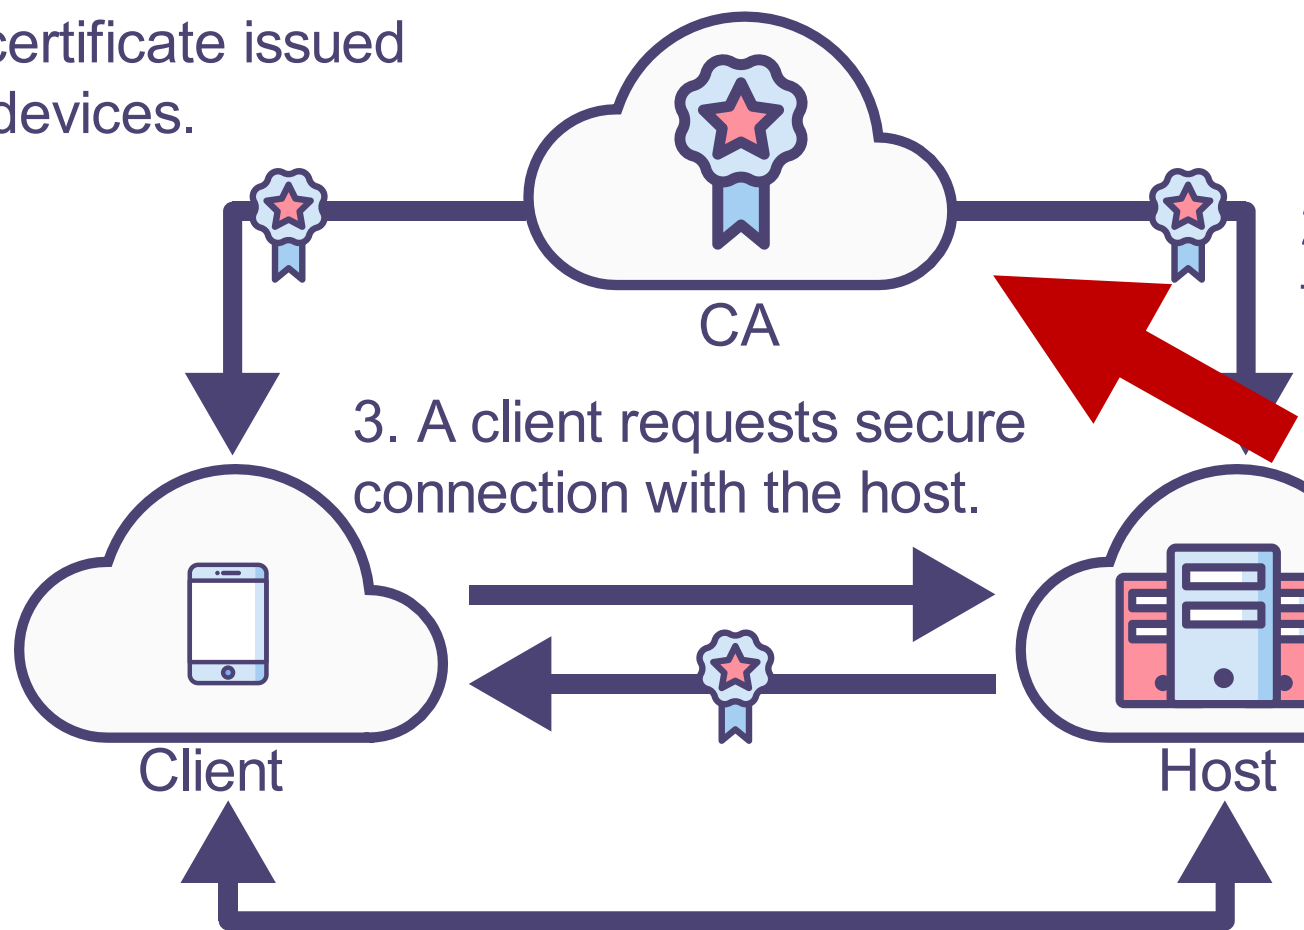 certificate issued
devices.
CA
3. A client requests secure
connection with the host.
Client
Host